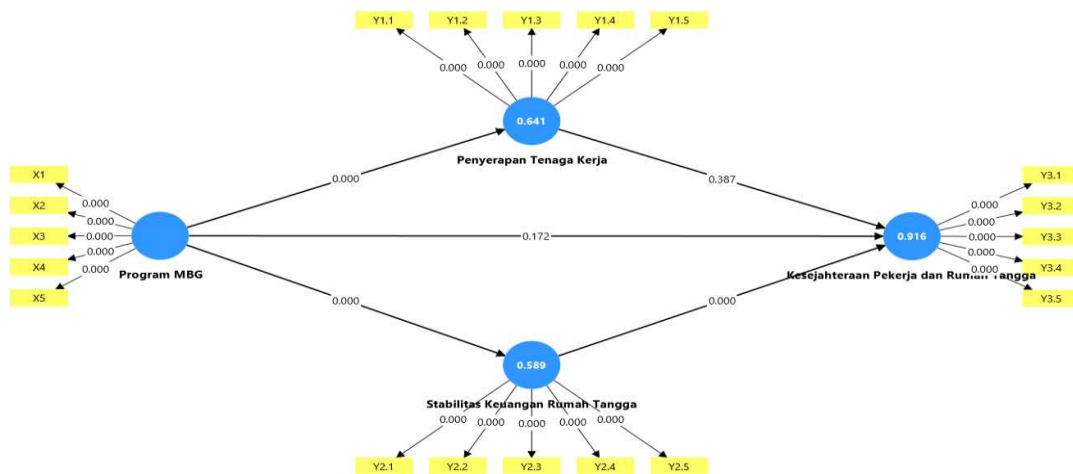 Y1.1 Y1.2 Y1.3 Y1.4 Y1.5
0.000 0.000 0.000 0.000 0.000
0.641
Penyerapan Tenaga Kerja
0.000
0.387
X1
X2
X3
X4
X5
0.000
0.000
0.000
0.000
0.000
Program MBG
0.172
0.916
Kesejahteraan Pekerja dan Rumah Tangga
Y3.1
Y3.2
Y3.3
Y3.4
Y3.5
0.000
0.000
0.000
0.000
0.000
0.000
0.000
0.589
Stabilitas Keuangan Rumah Tangga
0.000 0.000 0.000 0.000 0.000
Y2.1 Y2.2 Y2.3 Y2.4 Y2.5